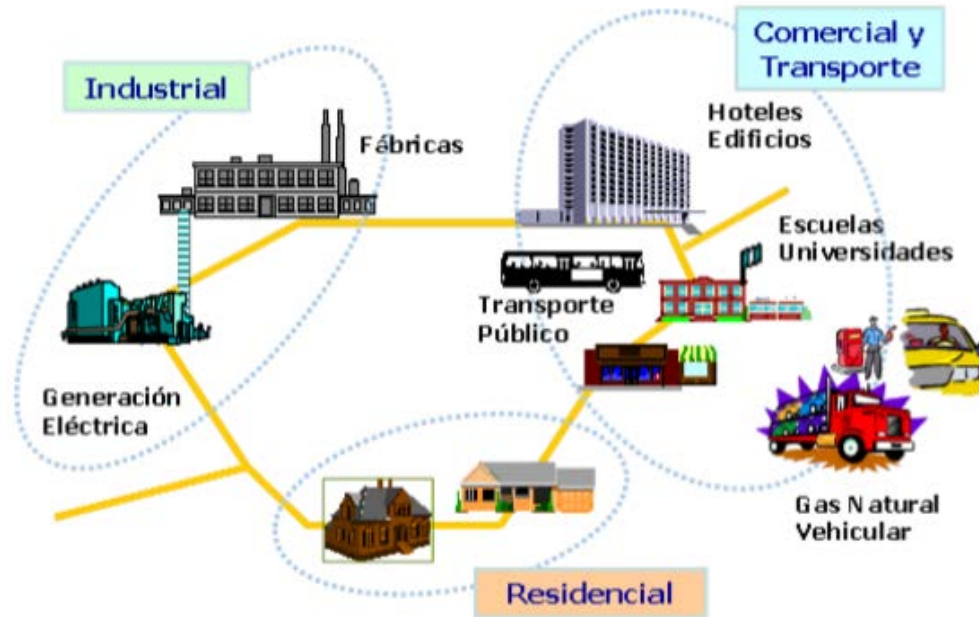 Comercial y
Transporte
Industrial
Hoteles
Edificios
Fábricas
Escuelas
Universidades
Transporte
Público
Generación
Eléctrica
Gas Natural
Vehicular
Residencial